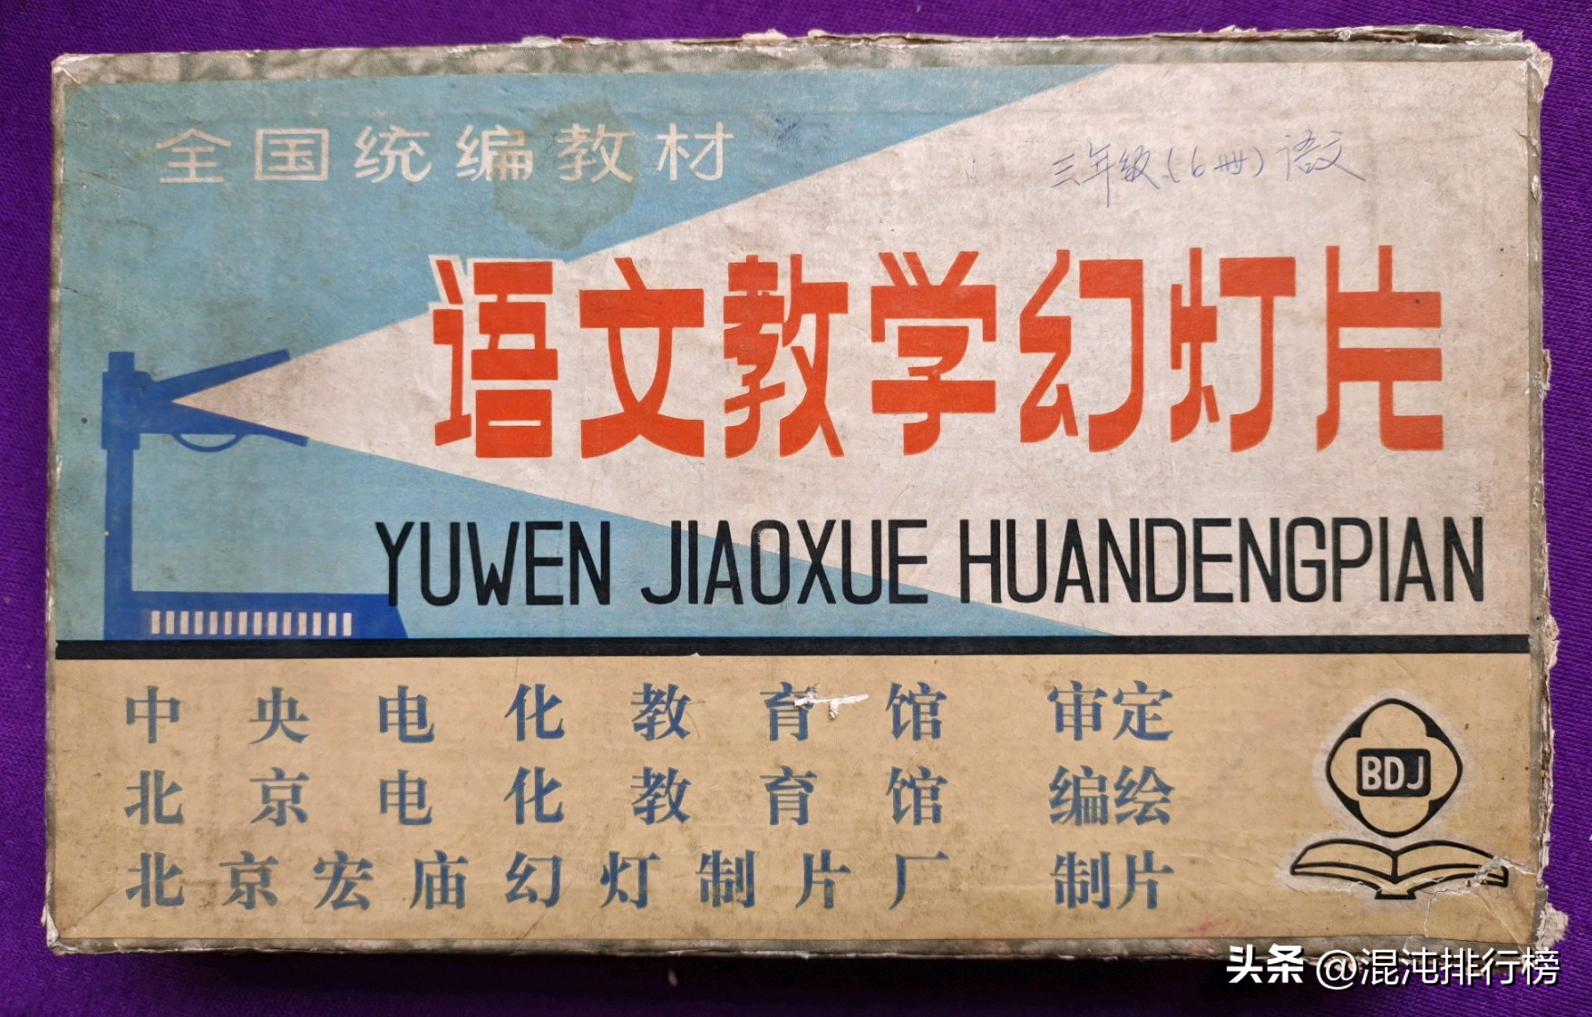 全国统编教材
三年级(6册)语文
语文教学幻灯片
YUWEN JIAOXUE HUANDENGPIAN
中央电化教育馆 审定
北京电化教育馆 编绘
北京宏庙幻灯制片厂 制片
BDJ
头条 @混沌排行榜